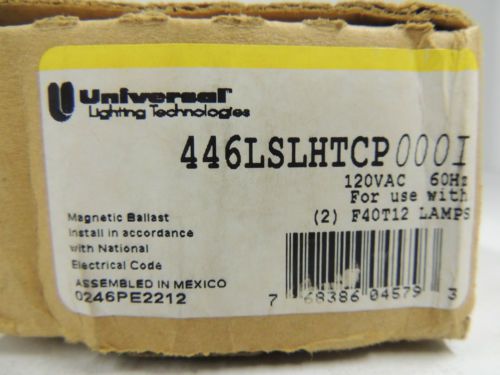 Universal
Lighting Technologies
446LSLHTCP000I
120VAC 60Hz
For use with
(2) F40T12 LAMPS
Magnetic Ballast
Install in accordance
with National
Electrical Code
ASSEMBLED IN MEXICO
0246PE2212
7 68386 04579 3